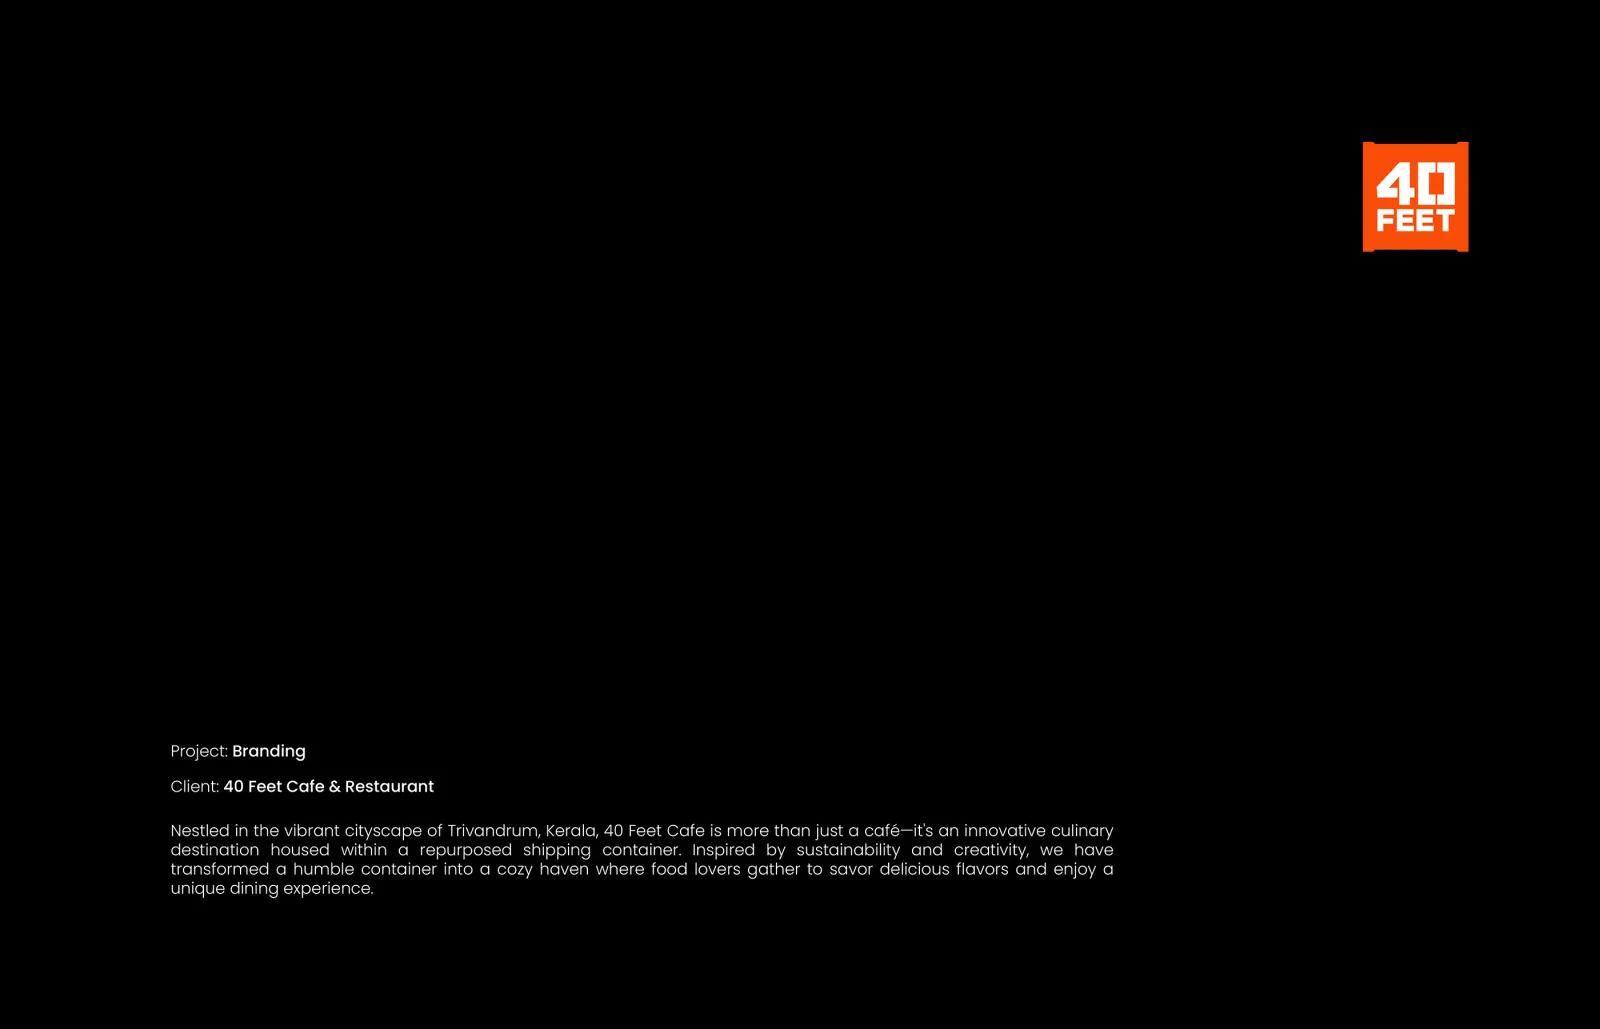 40
FEET
Project: Branding
Client: 40 Feet Cafe & Restaurant
Nestled in the vibrant cityscape of Trivandrum, Kerala, 40 Feet Cafe is more than just a café—it's an innovative culinary
destination housed within a repurposed shipping container. Inspired by sustainability and creativity, we have
transformed a humble container into a cozy haven where food lovers gather to savor delicious flavors and enjoy a
unique dining experience.